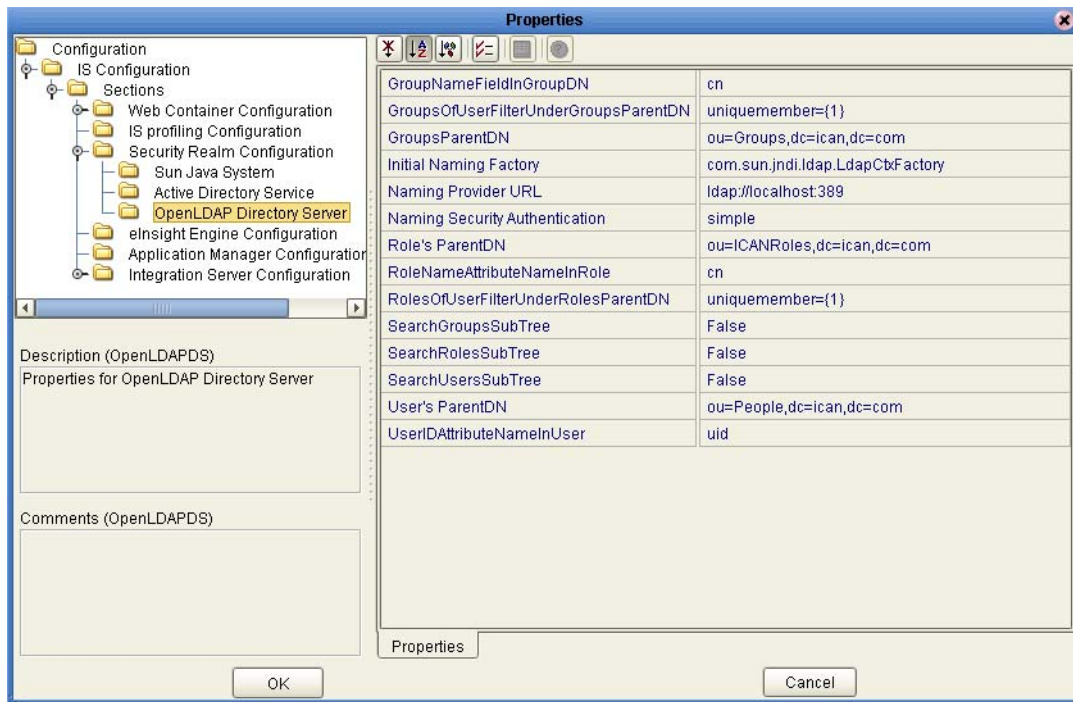 Properties
Configuration
IS Configuration
Sections
Web Container Configuration
IS profiling Configuration
Security Realm Configuration
Sun Java System
Active Directory Service
OpenLDAP Directory Server
eInsight Engine Configuration
Application Manager Configuration
Integration Server Configuration
Description (OpenLDAPDS)
Properties for OpenLDAP Directory Server
Comments (OpenLDAPDS)
GroupNameFieldInGroupDN cn
GroupsOfUserFilterUnderGroupsParentDN uniquemember={1}
GroupsParentDN ou=Groups,dc=ican,dc=com
Initial Naming Factory com.sun.jndi.ldap.LdapCtxFactory
Naming Provider URL ldap://localhost:389
Naming Security Authentication simple
Role's ParentDN ou=ICANRoles,dc=ican,dc=com
RoleNameAttributeNameInRole cn
RolesOfUserFilterUnderRolesParentDN uniquemember={1}
SearchGroupsSubTree False
SearchRolesSubTree False
SearchUsersSubTree False
User's ParentDN ou=People,dc=ican,dc=com
UserIDAttributeNameInUser uid
Properties
OK
Cancel